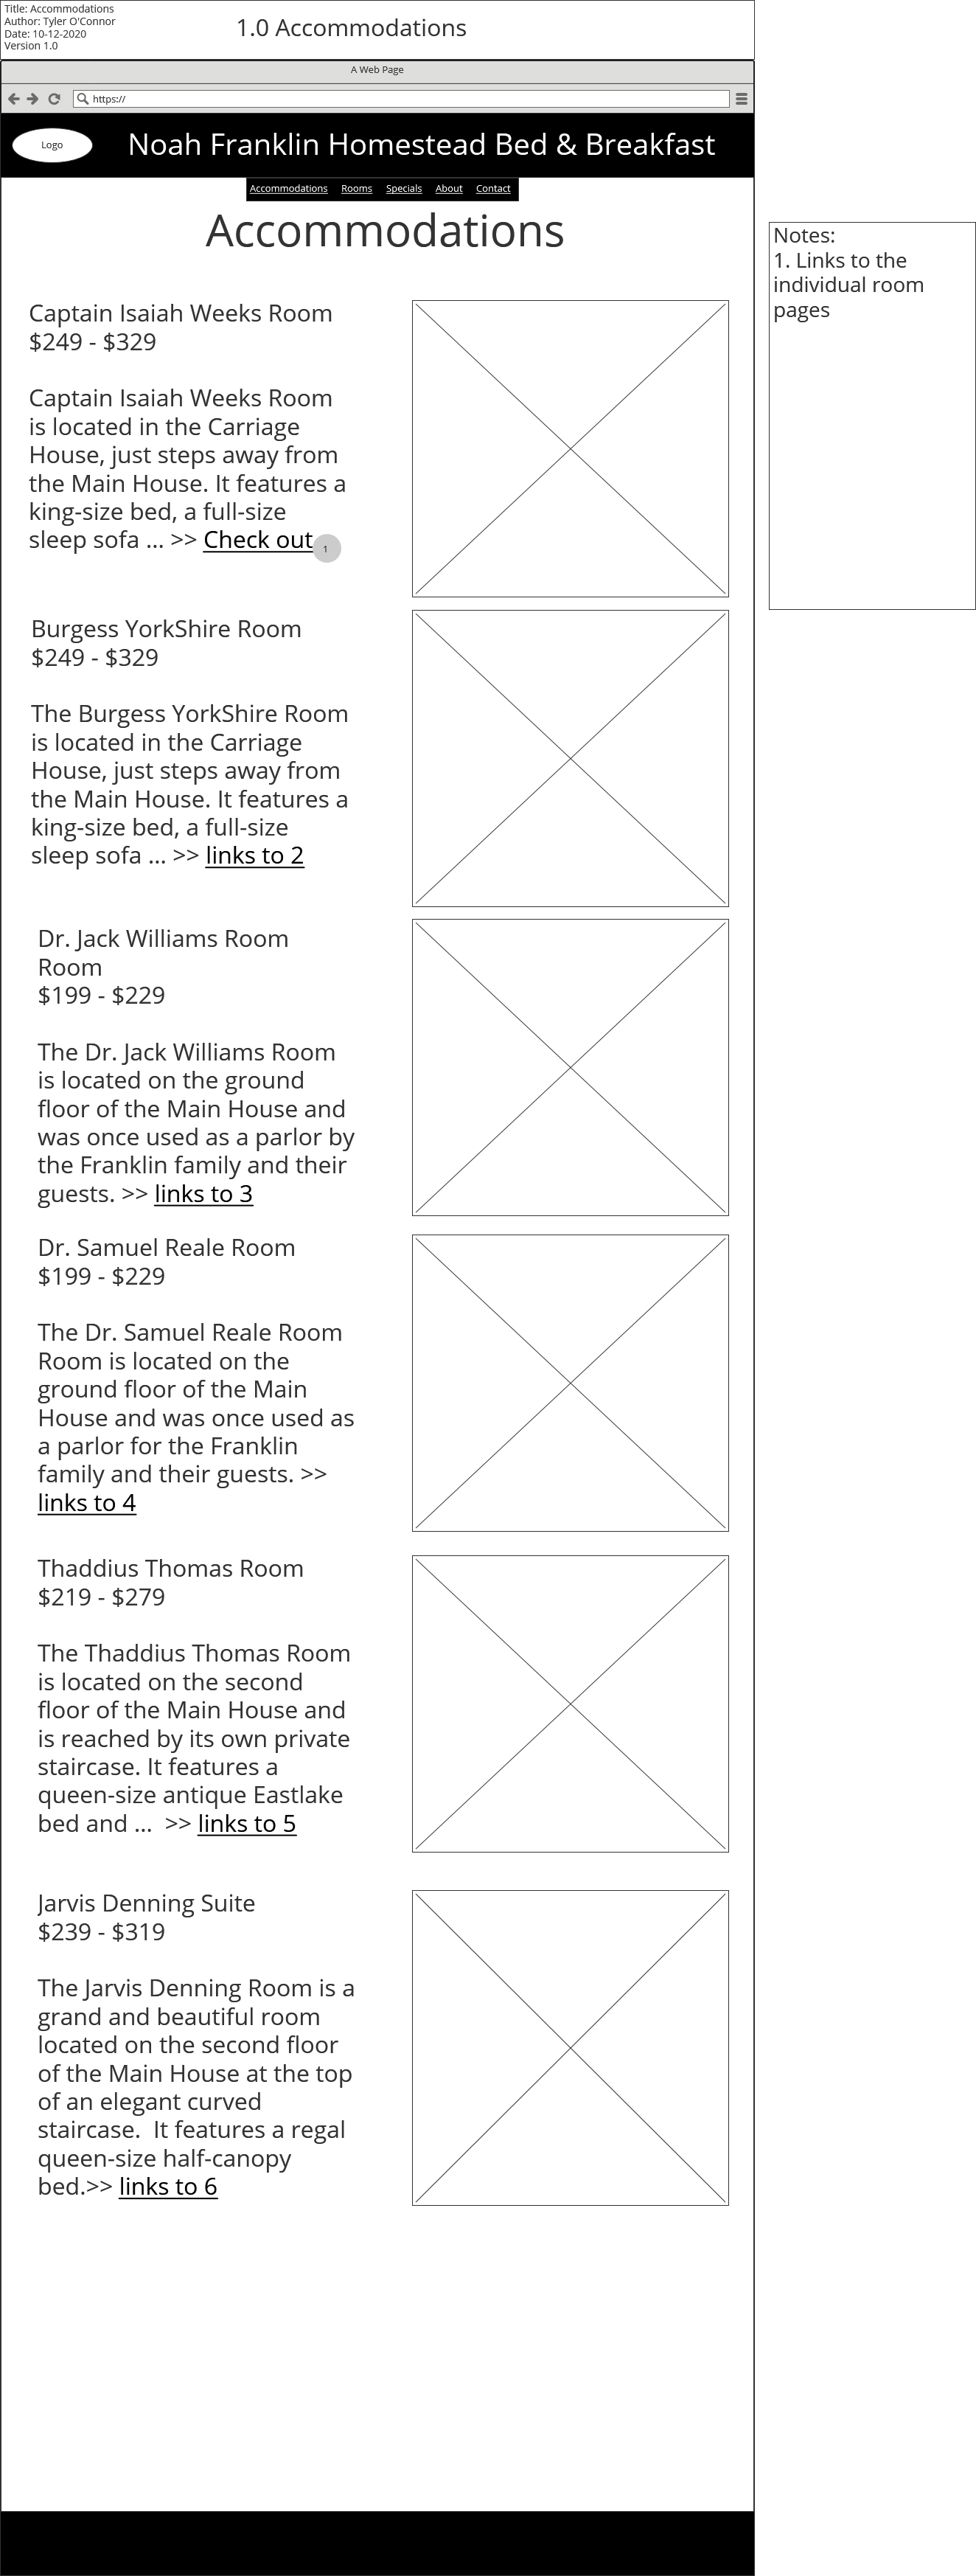 Title: Accommodations
Author: Tyler O'Connor
Date: 10-12-2020
Version 1.0
1.0 Accommodations
A Web Page
https://
Logo
Noah Franklin Homestead Bed & Breakfast
Accommodations Rooms Specials About Contact
Accommodations
Notes:
1. Links to the
individual room
pages
Captain Isaiah Weeks Room
$249 - $329
Captain Isaiah Weeks Room
is located in the Carriage
House, just steps away from
the Main House. It features a
king-size bed, a full-size
sleep sofa ... >> Check out
1
Burgess YorkShire Room
$249 - $329
The Burgess YorkShire Room
is located in the Carriage
House, just steps away from
the Main House. It features a
king-size bed, a full-size
sleep sofa ... >> links to 2
Dr. Jack Williams Room
Room
$199 - $229
The Dr. Jack Williams Room
is located on the ground
floor of the Main House and
was once used as a parlor by
the Franklin family and their
guests. >> links to 3
Dr. Samuel Reale Room
$199 - $229
The Dr. Samuel Reale Room
Room is located on the
ground floor of the Main
House and was once used as
a parlor for the Franklin
family and their guests. >>
links to 4
Thaddius Thomas Room
$219 - $279
The Thaddius Thomas Room
is located on the second
floor of the Main House and
is reached by its own private
staircase. It features a
queen-size antique Eastlake
bed and ...  >> links to 5
Jarvis Denning Suite
$239 - $319
The Jarvis Denning Room is a
grand and beautiful room
located on the second floor
of the Main House at the top
of an elegant curved
staircase.  It features a regal
queen-size half-canopy
bed.>> links to 6